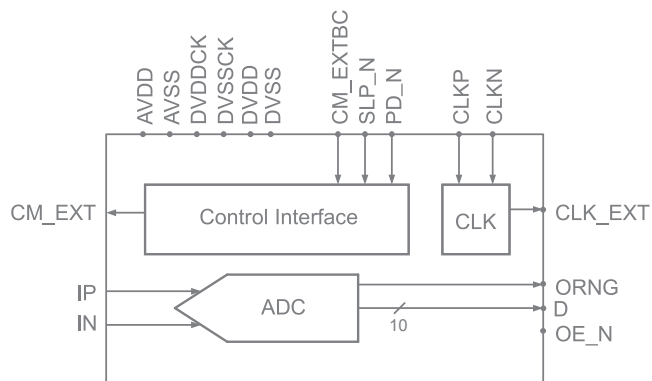 AVDD
AVSS
DVDDCK
DVSSCK
DVDD
DVSS
CM_EXTBC
SLP_N
PD_N
CLKP
CLKN
CM_EXT
Control Interface
CLK
CLK_EXT
IP
IN
ADC
10
ORNG
D
OE_N